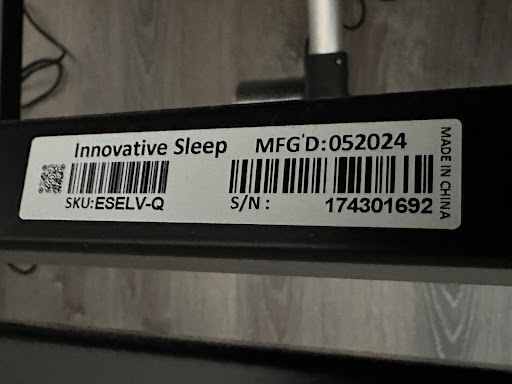 Innovative Sleep MFG'D:052024
SKU:ESELV-Q S/N : 174301692
MADE IN CHINA